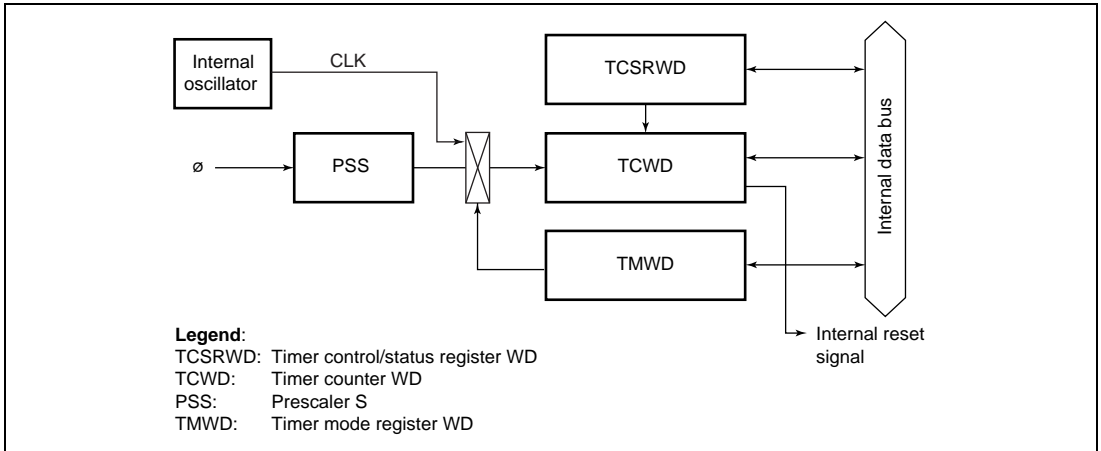 Internal
oscillator
CLK
TCSRWD
ø
PSS
TCWD
TMWD
Internal data bus
Internal reset
signal
Legend:
TCSRWD: Timer control/status register WD
TCWD: Timer counter WD
PSS: Prescaler S
TMWD: Timer mode register WD